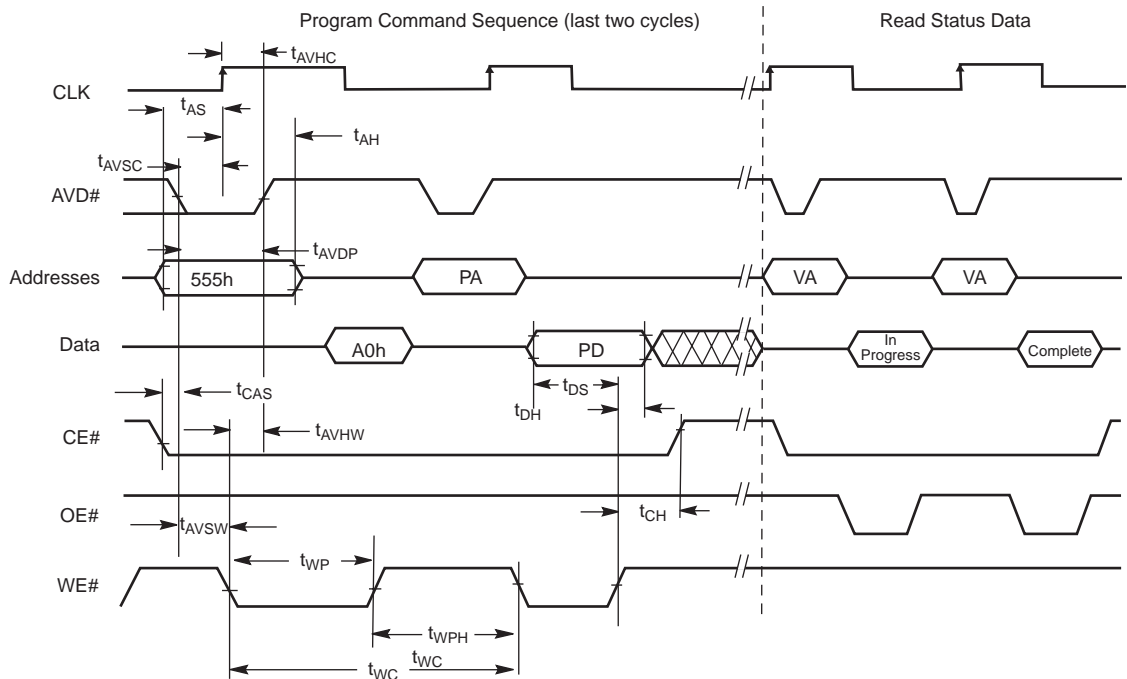 Program Command Sequence (last two cycles)
Read Status Data
CLK
tAVHC
tAS
tAH
tAVSC
AVD#
tAVDP
Addresses
555h
PA
VA
VA
Data
A0h
PD
In
Progress
Complete
tCAS
tDS
tDH
CE#
tAVHW
OE#
tCH
tAVSW
tWP
WE#
tWPH
tWC
tWC